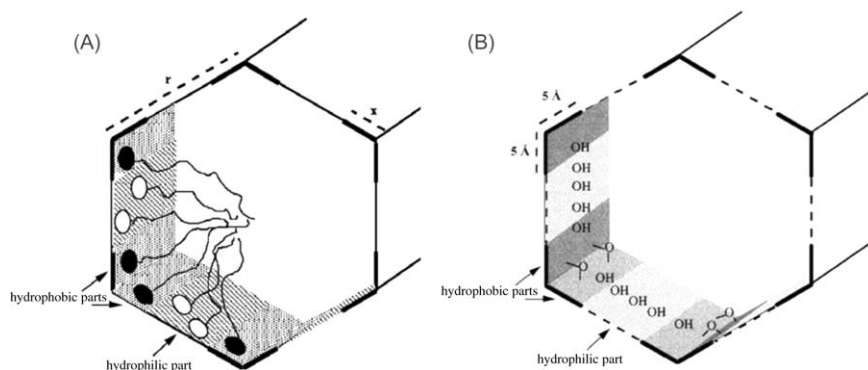 (A)
r
x
hydrophobic parts
hydrophilic part
(B)
5 Å
5 Å
OH
OH
OH
OH
OH
O
O
OH
OH
OH
OH
OH
O
O
hydrophobic parts
hydrophilic part